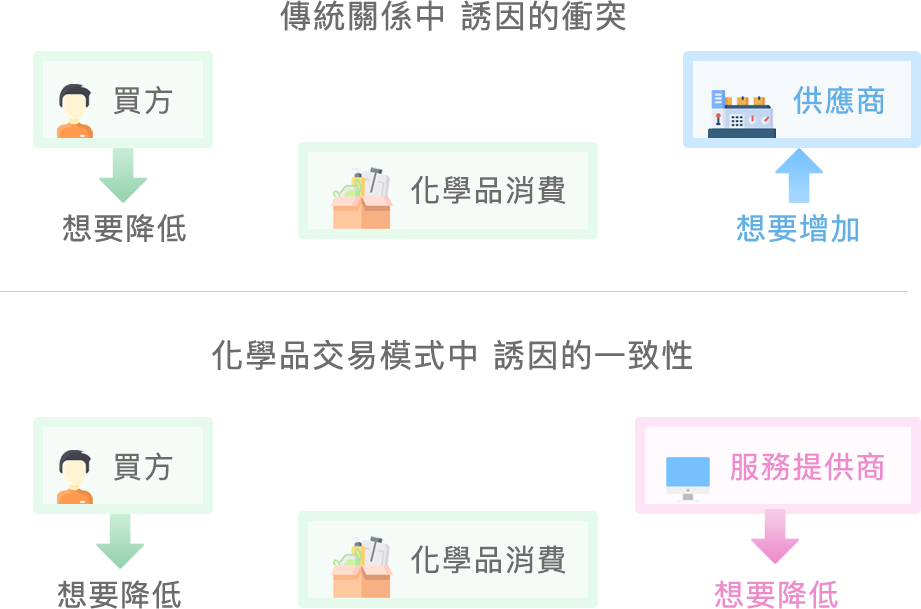 傳統關係中 誘因的衝突
買方
供應商
化學品消費
想要降低
想要增加
化學品交易模式中 誘因的一致性
買方
服務提供商
化學品消費
想要降低
想要降低